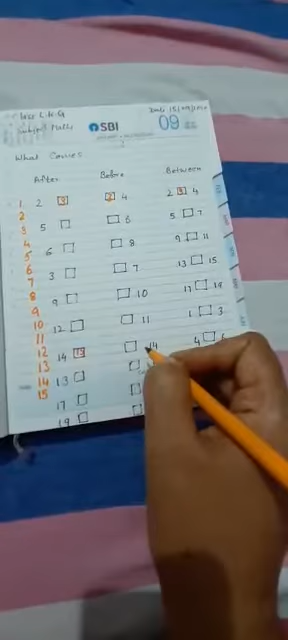 LKG Date 15/09/2020
Subject Maths SBI 09
What Comes
After Before Between
1. 2 3 3 4 2 3 4
2
3 5 6 5 7
4
5 6 8 9 11
6
7 3 7 13 15
8
9 9 10 17 19
10
11 12 11 1 3
12 14 15 14 4 6
13
14 13
15
17
19